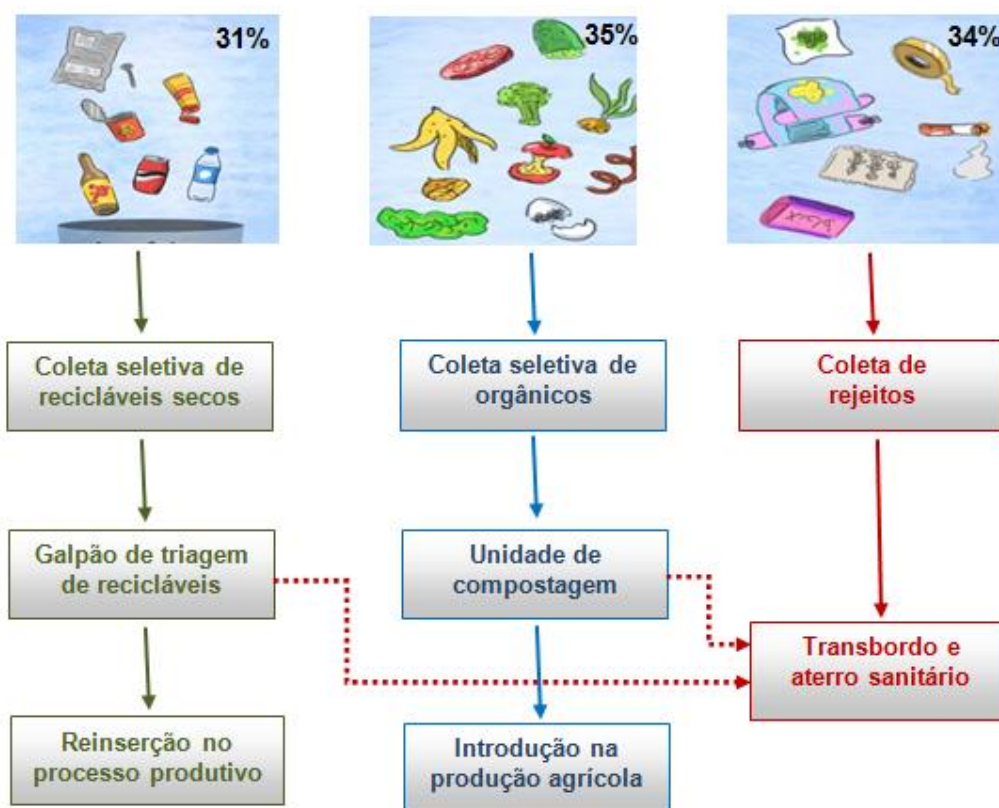 31%
35%
34%
Coleta seletiva de
recicláveis secos
Coleta seletiva de
orgânicos
Coleta de
rejeitos
Galpão de triagem
de recicláveis
Unidade de
compostagem
Transbordo e
aterro sanitário
Reinserção no
processo produtivo
Introdução na
produção agrícola